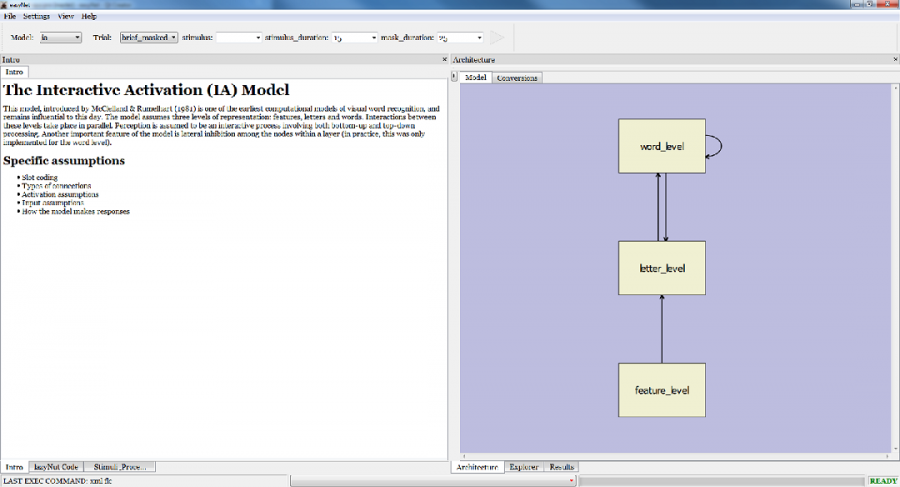 easyNet
File Settings View Help
Model: ia Trial: brief_masked stimulus: stimulus_duration: 15 mask_duration: 25
Intro
Architecture
Intro
Model Conversions
The Interactive Activation (IA) Model
This model, introduced by McClelland & Rumelhart (1981) is one of the earliest computational models of visual word recognition, and
remains influential to this day. The model assumes three levels of representation: features, letters and words. Interactions between
these levels take place in parallel. Perception is assumed to be an interactive process involving both bottom-up and top-down
processing. Another important feature of the model is lateral inhibition among the nodes within a layer (in practice, this was only
implemented for the word level).
Specific assumptions
• Slot coding
• Types of connections
• Activation assumptions
• Input assumptions
• How the model makes responses
word_level
letter_level
feature_level
Intro lazyNut Code Stimuli_Proce...
Architecture Explorer Results
LAST EXEC COMMAND: xml fic
READY